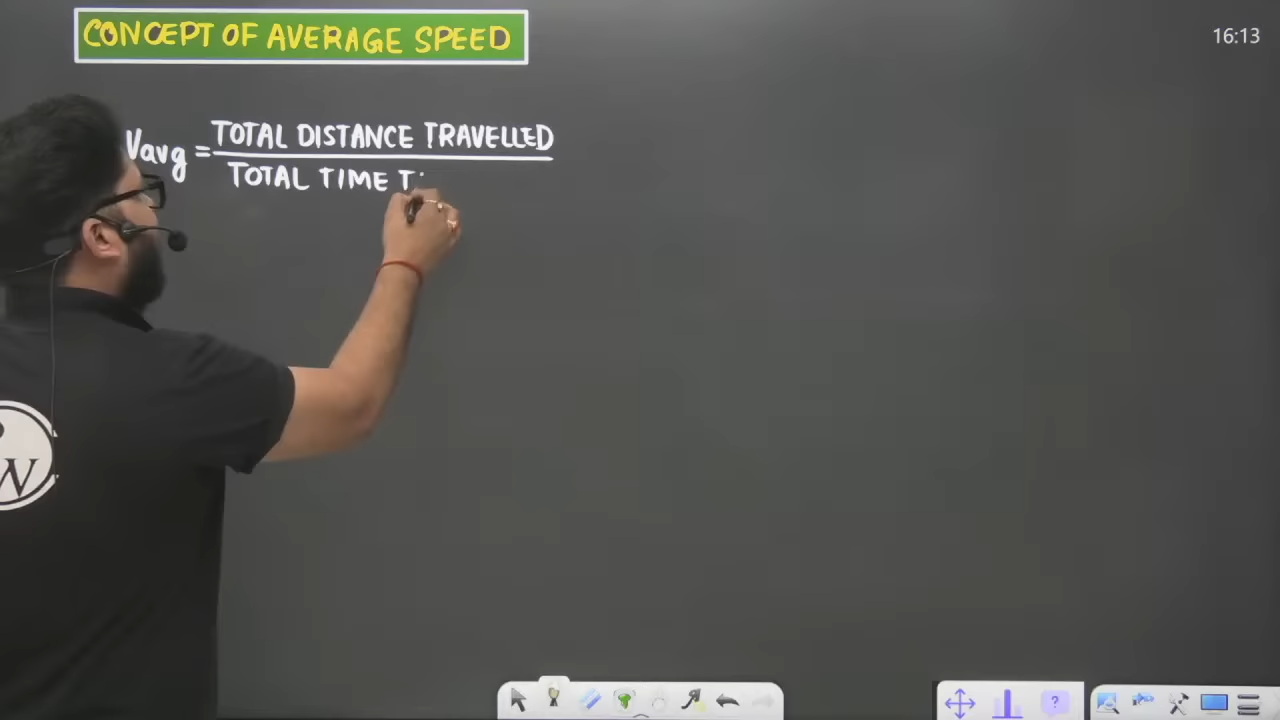 CONCEPT OF AVERAGE SPEED
16:13
Vavg = TOTAL DISTANCE TRAVELLED
TOTAL TIME T
W
?